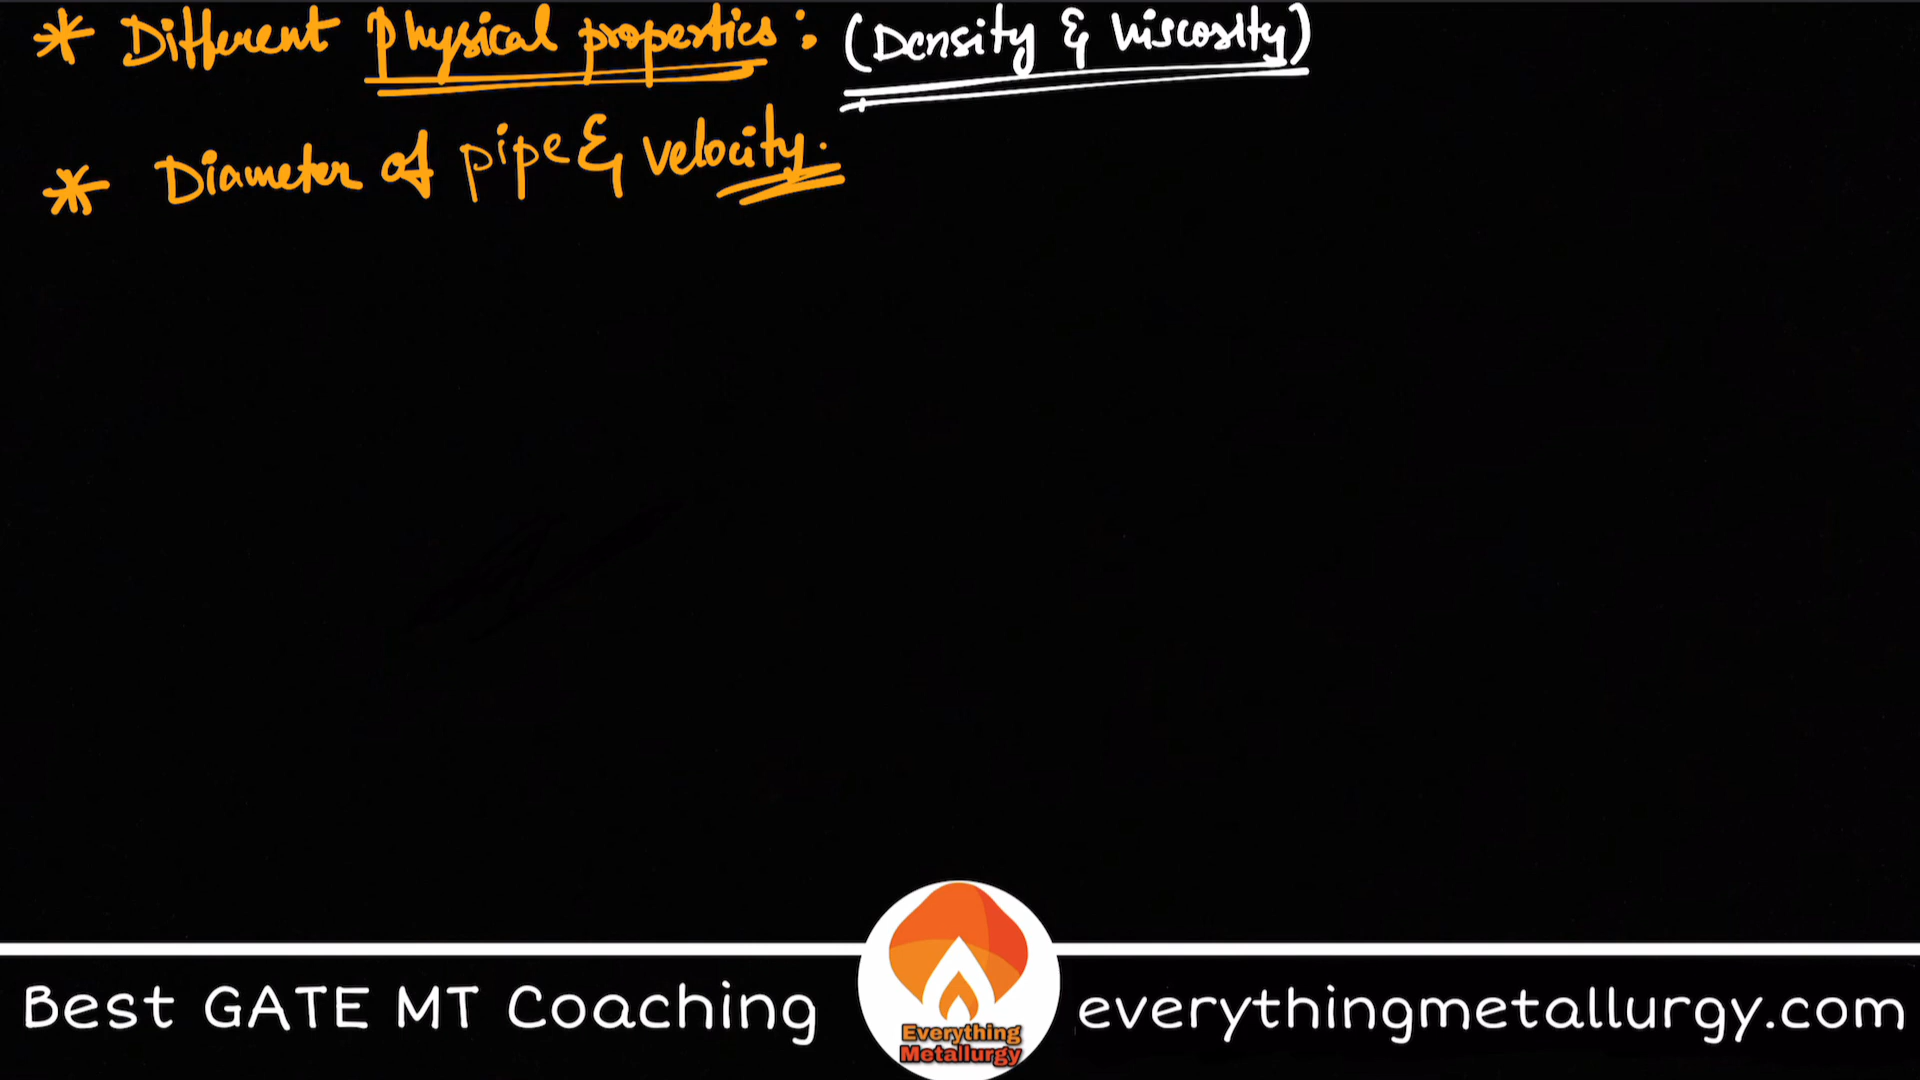 * Different physical properties : (Density & viscosity)
* Diameter of pipe & velocity.
Best GATE MT Coaching
Everything
Metallurgy
everythingmetallurgy.com